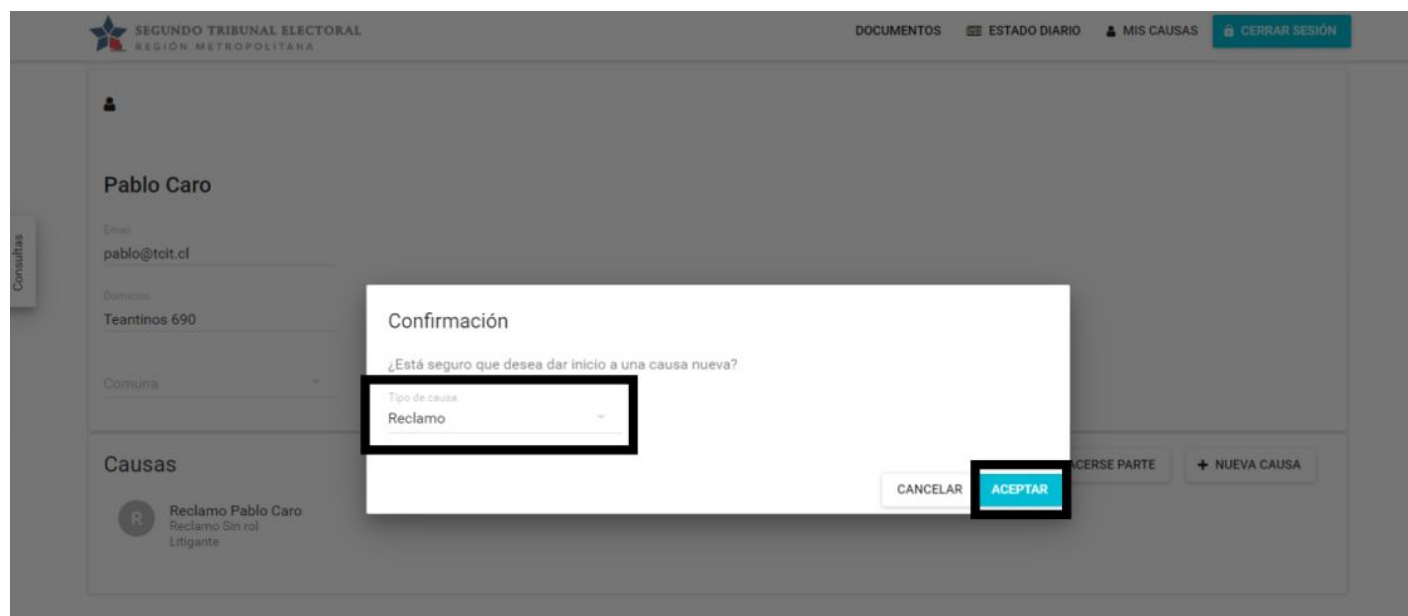 SEGUNDO TRIBUNAL ELECTORAL
REGIÓN METROPOLITANA
DOCUMENTOS
ESTADO DIARIO
MIS CAUSAS
CERRAR SESIÓN
Pablo Caro
Email
pablo@tcit.cl
Consultas
Domicilio
Teantinos 690
Comuna
Confirmación
¿Está seguro que desea dar inicio a una causa nueva?
Tipo de causa
Reclamo
CANCELAR
ACEPTAR
Causas
PARTE
+ NUEVA CAUSA
R
Reclamo Pablo Caro
Reclamo Sin rol
Litigante